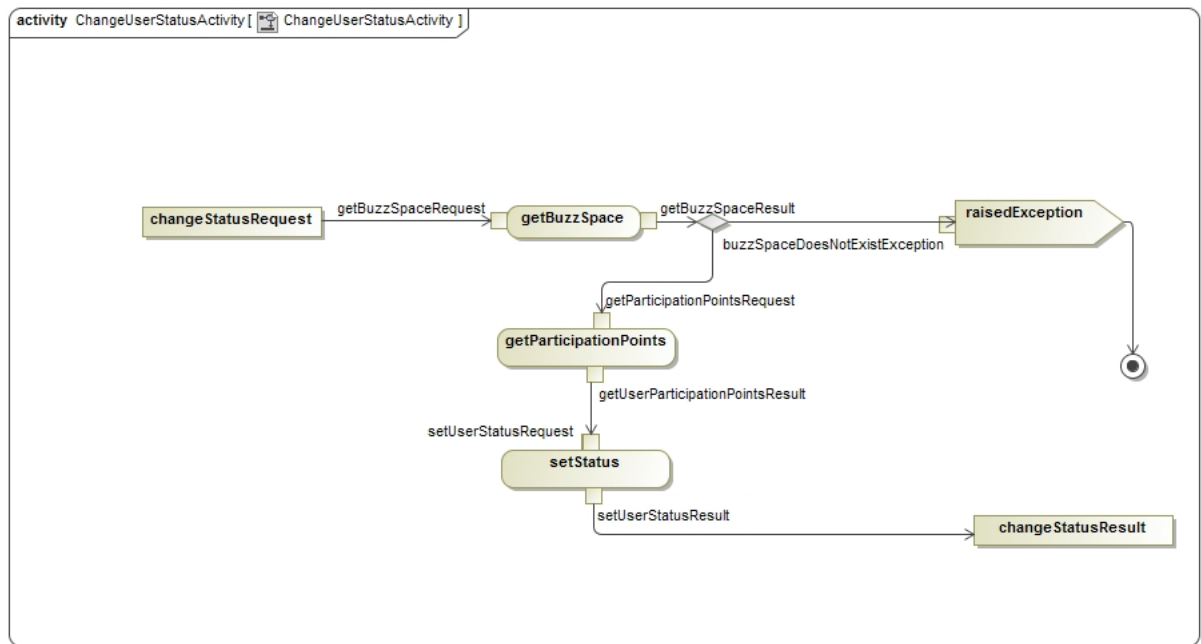 activity ChangeUserStatusActivity [ ChangeUserStatusActivity ]
changeStatusRequest
getBuzzSpaceRequest
getBuzzSpace
getBuzzSpaceResult
raisedException
buzzSpaceDoesNotExistException
getParticipationPointsRequest
getParticipationPoints
getUserParticipationPointsResult
setUserStatusRequest
setStatus
setUserStatusResult
changeStatusResult